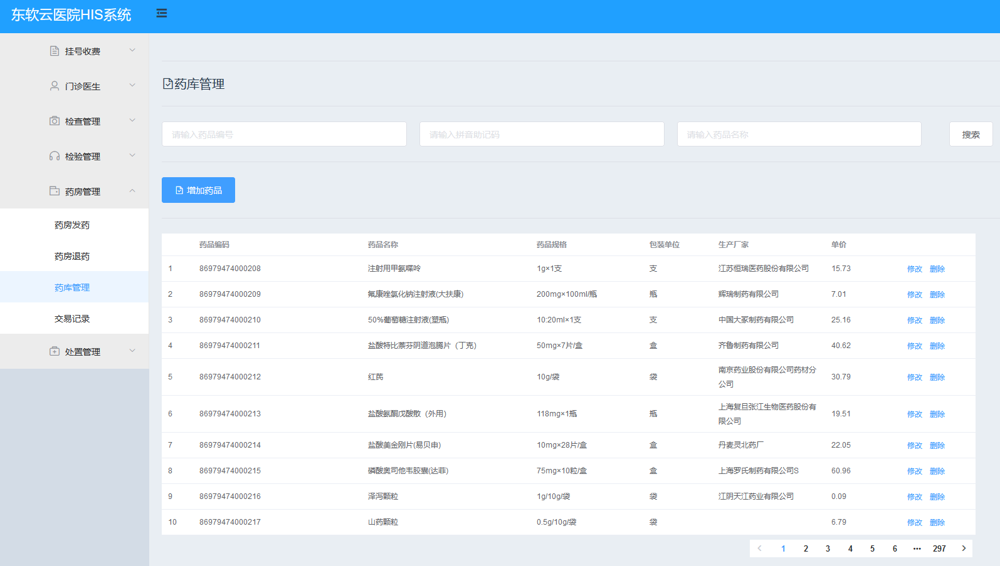 东软云医院HIS系统
挂号收费
门诊医生
检查管理
检验管理
药房管理
药房发药
药房退药
药库管理
交易记录
处置管理
药库管理
请输入药品编号 请输入拼音助记码 请输入药品名称 搜索
增加药品
药品编码 药品名称 药品规格 包装单位 生产厂家 单价
1 86979474000208 注射用甲氨喋呤 1g×1支 支 江苏恒瑞医药股份有限公司 15.73 修改 删除
2 86979474000209 氟康唑氯化钠注射液(大扶康) 200mg×100ml/瓶 瓶 辉瑞制药有限公司 7.01 修改 删除
3 86979474000210 50%葡萄糖注射液(塑瓶) 10:20ml×1支 支 中国大冢制药有限公司 25.16 修改 删除
4 86979474000211 盐酸特比萘芬阴道泡腾片（丁克） 50mg×7片/盒 盒 齐鲁制药有限公司 40.62 修改 删除
5 86979474000212 红芪 10g/袋 袋 南京药业股份有限公司药材分
公司 30.79 修改 删除
6 86979474000213 盐酸氨酮戊酸散（外用） 118mg×1瓶 瓶 上海复旦张江生物医药股份有
限公司 19.51 修改 删除
7 86979474000214 盐酸美金刚片(易贝申) 10mg×28片/盒 盒 丹麦灵北药厂 22.05 修改 删除
8 86979474000215 磷酸奥司他韦胶囊(达菲) 75mg×10粒/盒 盒 上海罗氏制药有限公司S 60.96 修改 删除
9 86979474000216 泽泻颗粒 1g/10g/袋 袋 江阴天江药业有限公司 0.09 修改 删除
10 86979474000217 山药颗粒 0.5g/10g/袋 袋 6.79 修改 删除
1 2 3 4 5 6 ··· 297